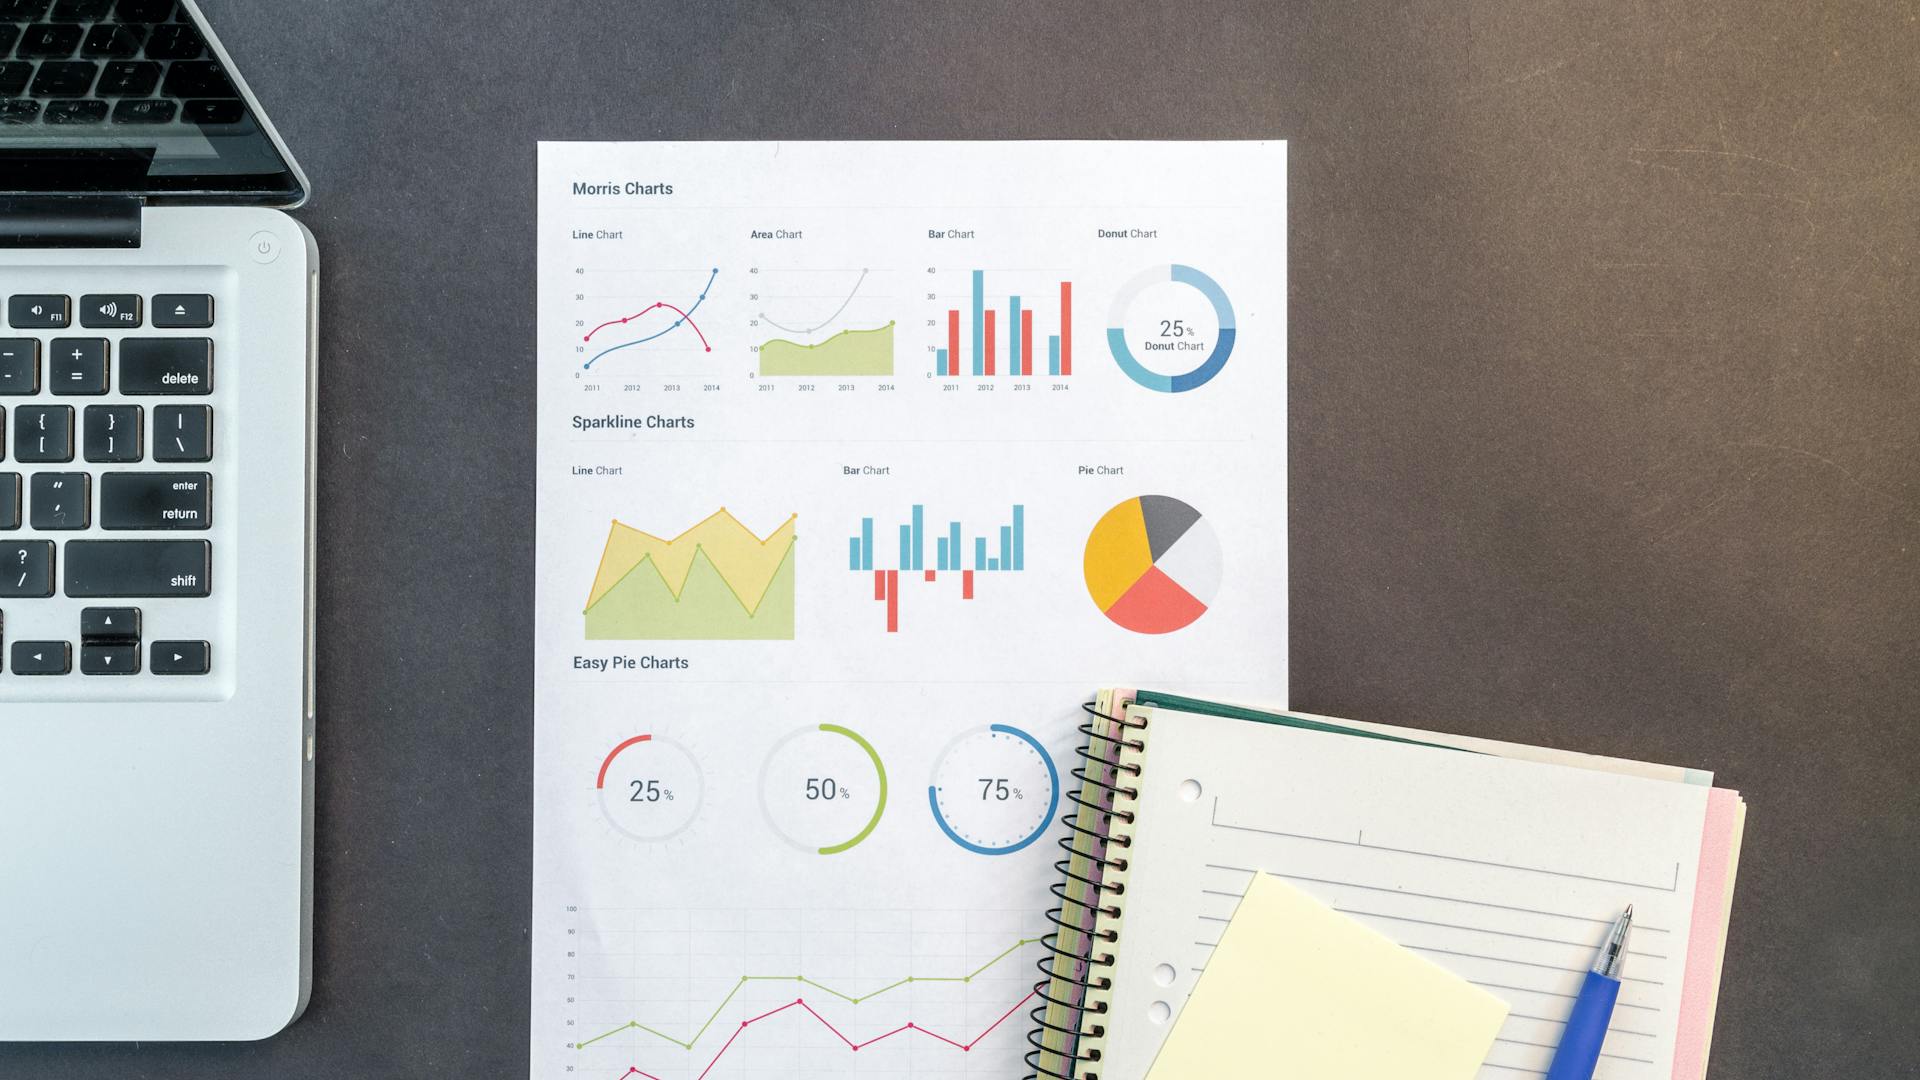 F11
F12
- -
+ =
delete
{ [
} ]
| \
" '
enter
return
? /
shift
Morris Charts
Line Chart
Area Chart
Bar Chart
Donut Chart
40
30
20
10
0
2011 2012 2013 2014
40
30
20
10
0
2011 2012 2013 2014
40
30
20
10
0
2011 2012 2013 2014
25%
Donut Chart
Sparkline Charts
Line Chart
Bar Chart
Pie Chart
Easy Pie Charts
25%
50%
75%
100
90
80
70
60
50
40
30